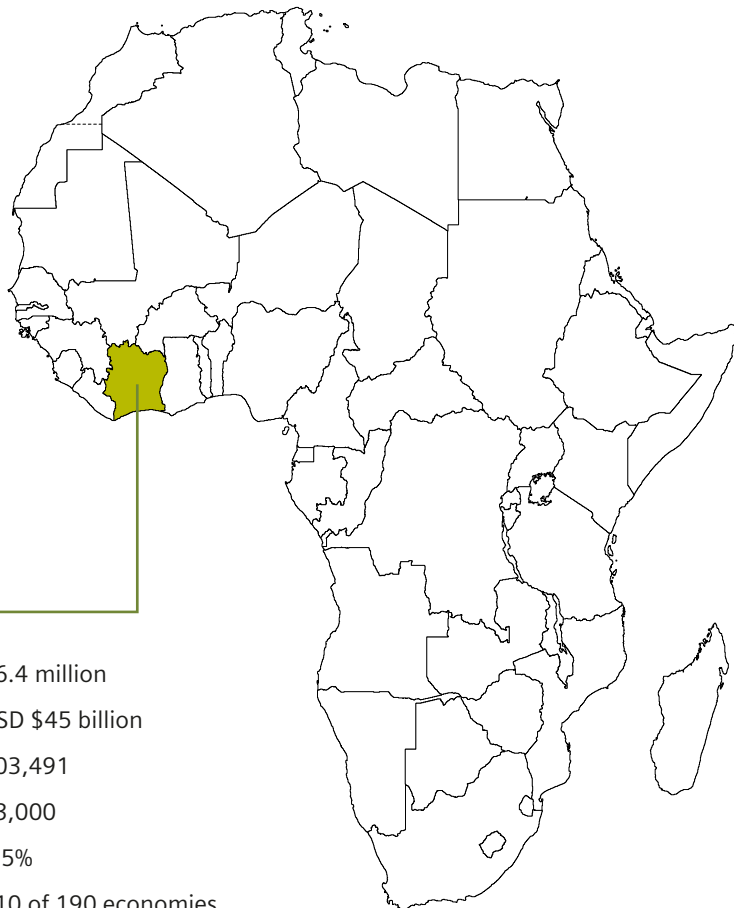 6.4 million
SD $45 billion
03,491
3,000
5%
10 of 190 economies